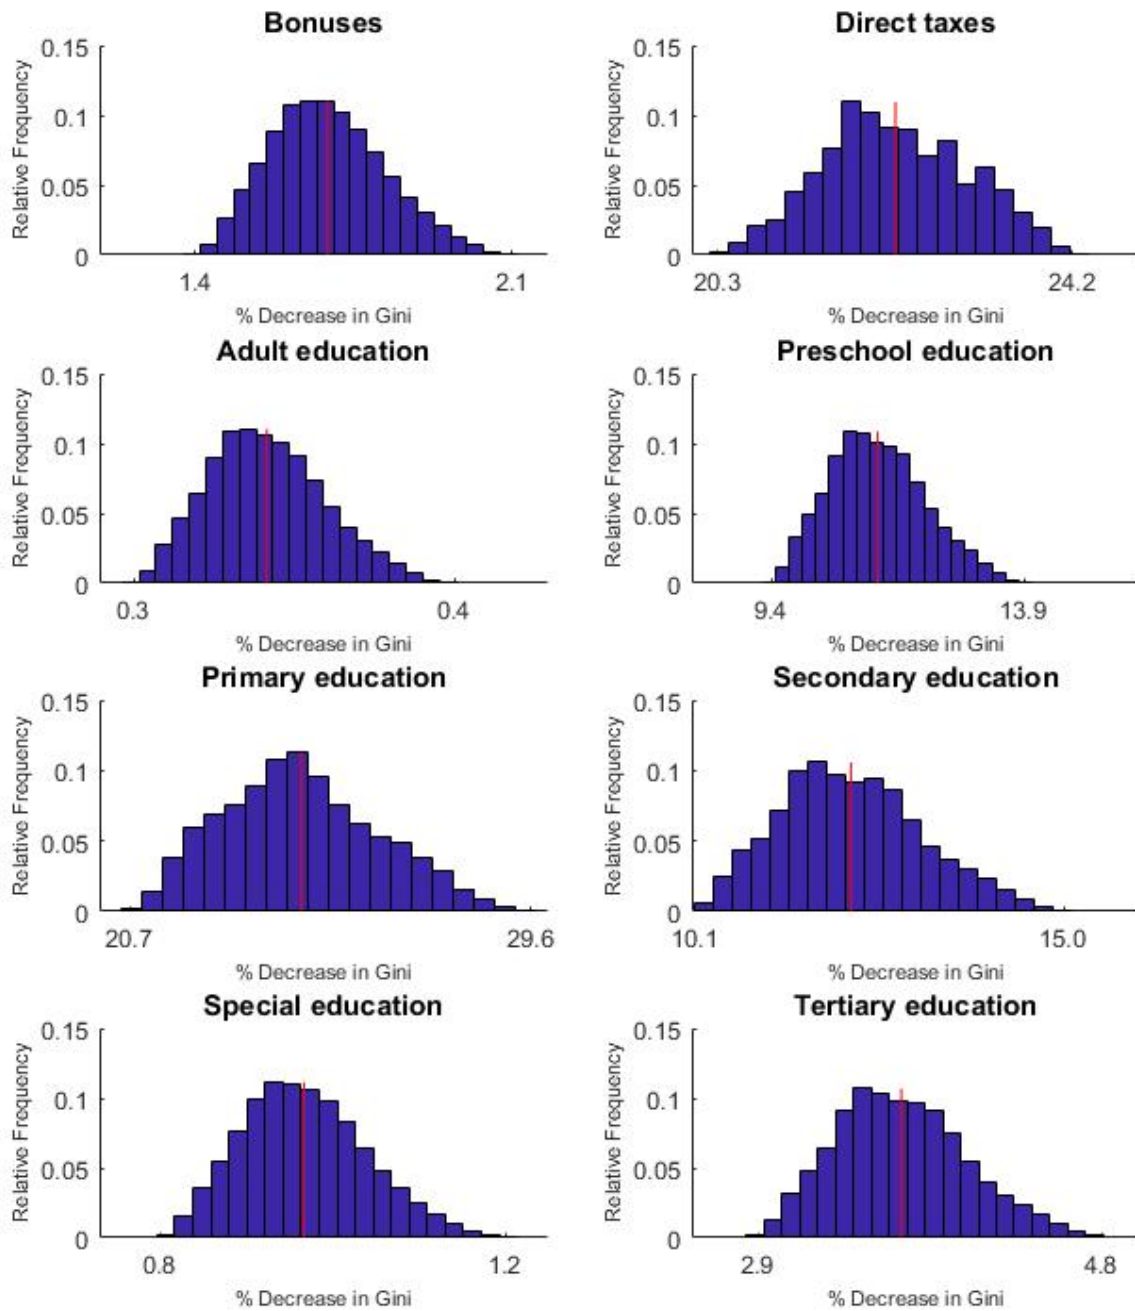 Bonuses
0.15
0.1
0.05
0
Relative Frequency
1.4 2.1
% Decrease in Gini
Direct taxes
0.15
0.1
0.05
0
Relative Frequency
20.3 24.2
% Decrease in Gini
Adult education
0.15
0.1
0.05
0
Relative Frequency
0.3 0.4
% Decrease in Gini
Preschool education
0.15
0.1
0.05
0
Relative Frequency
9.4 13.9
% Decrease in Gini
Primary education
0.15
0.1
0.05
0
Relative Frequency
20.7 29.6
% Decrease in Gini
Secondary education
0.15
0.1
0.05
0
Relative Frequency
10.1 15.0
% Decrease in Gini
Special education
0.15
0.1
0.05
0
Relative Frequency
0.8 1.2
% Decrease in Gini
Tertiary education
0.15
0.1
0.05
0
Relative Frequency
2.9 4.8
% Decrease in Gini